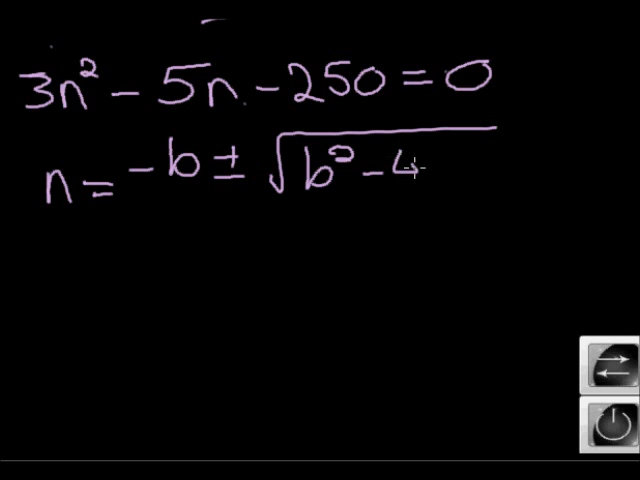 3n² - 5n - 250 = 0
n = -b ± √b² - 4